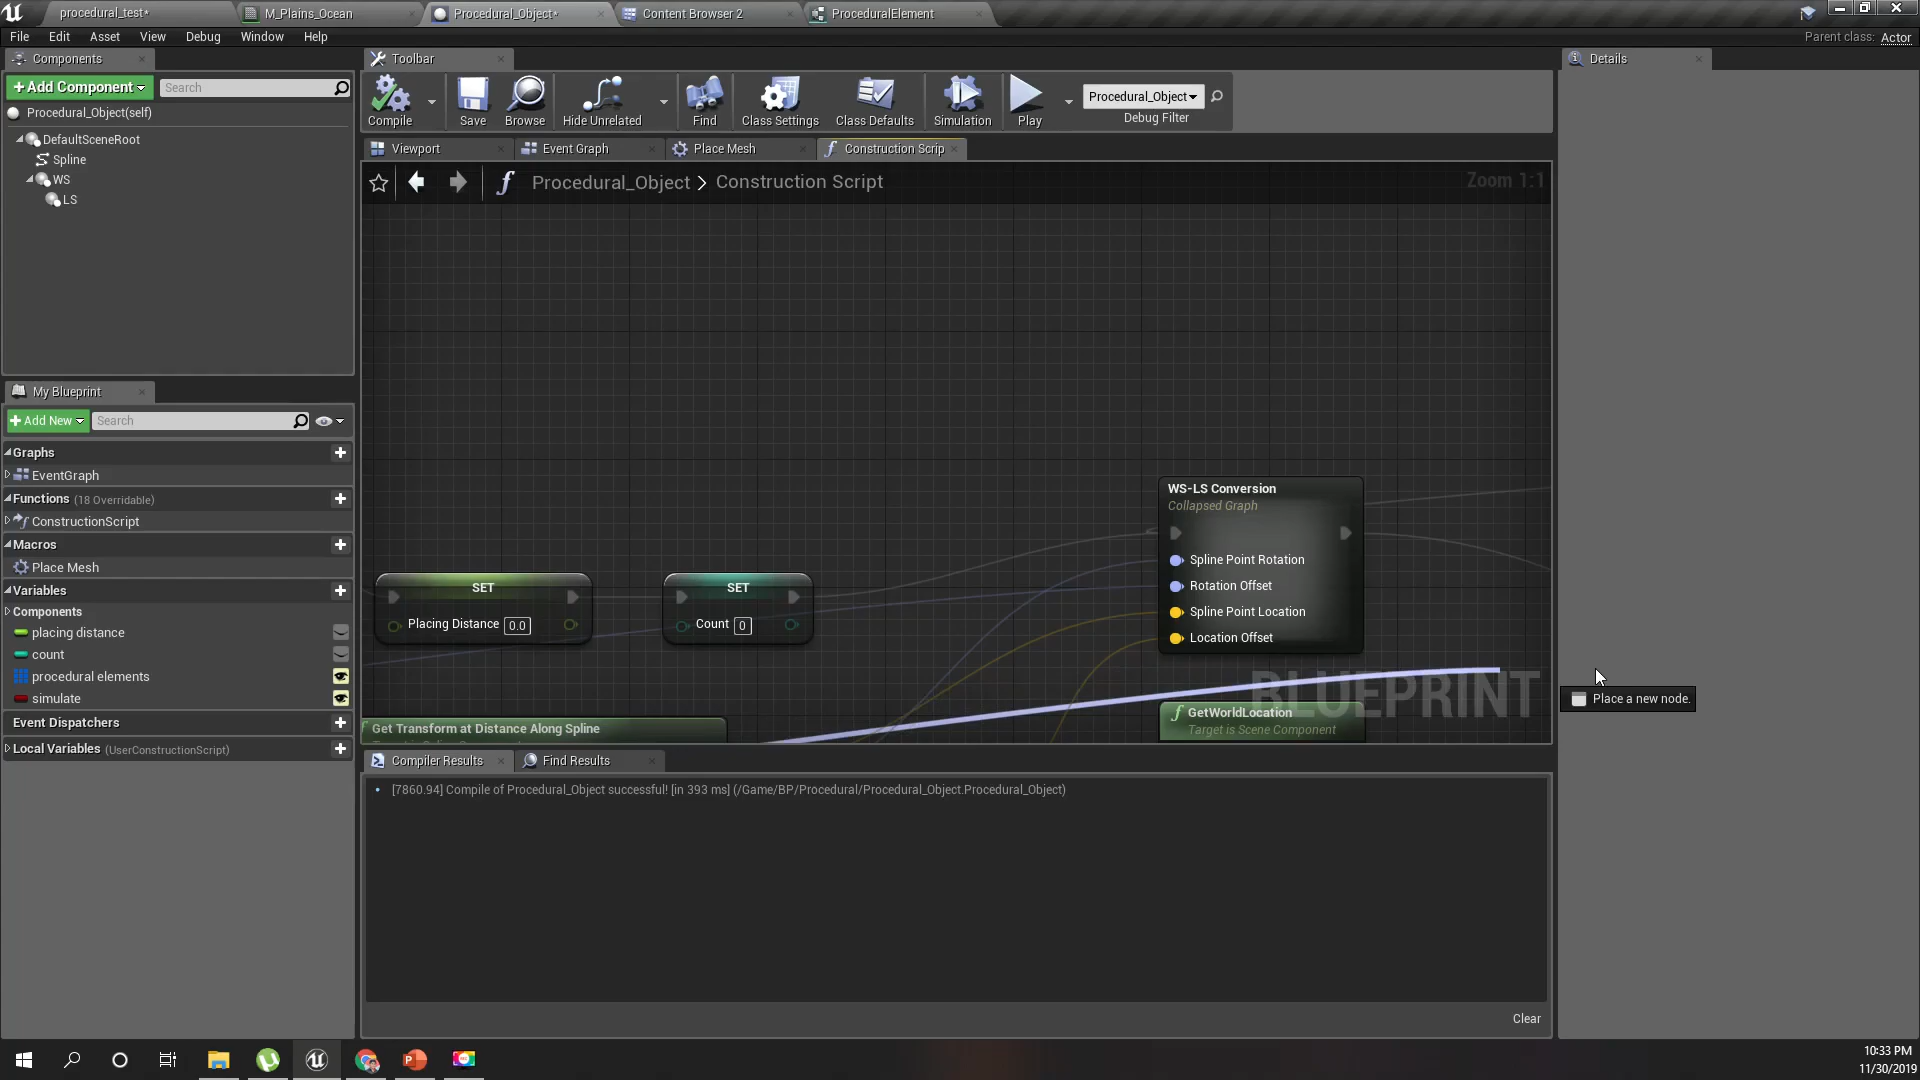 procedural_test*
M_Plains_Ocean
Procedural_Object*
Content Browser 2
ProceduralElement
File Edit Asset View Debug Window Help
Parent class: Actor
Components
+Add Component
Search
Procedural_Object(self)
DefaultSceneRoot
Spline
WS
LS
Toolbar
Compile
Save
Browse
Hide Unrelated
Find
Class Settings
Class Defaults
Simulation
Play
Procedural_Object
Debug Filter
Details
Viewport
Event Graph
Place Mesh
Construction Scrip
Procedural_Object > Construction Script
Zoom 1:1
My Blueprint
+Add New
Search
Graphs
EventGraph
Functions (18 Overridable)
ConstructionScript
Macros
Place Mesh
Variables
Components
placing distance
count
procedural elements
simulate
Event Dispatchers
Local Variables (UserConstructionScript)
SET
Placing Distance 0.0
SET
Count 0
WS-LS Conversion
Collapsed Graph
Spline Point Rotation
Rotation Offset
Spline Point Location
Location Offset
BLUEPRINT
Get Transform at Distance Along Spline
GetWorldLocation
Target is Scene Component
Place a new node.
Compiler Results
Find Results
[7860.94] Compile of Procedural_Object successful! [in 393 ms] (/Game/BP/Procedural/Procedural_Object.Procedural_Object)
Clear
10:33 PM
11/30/2019